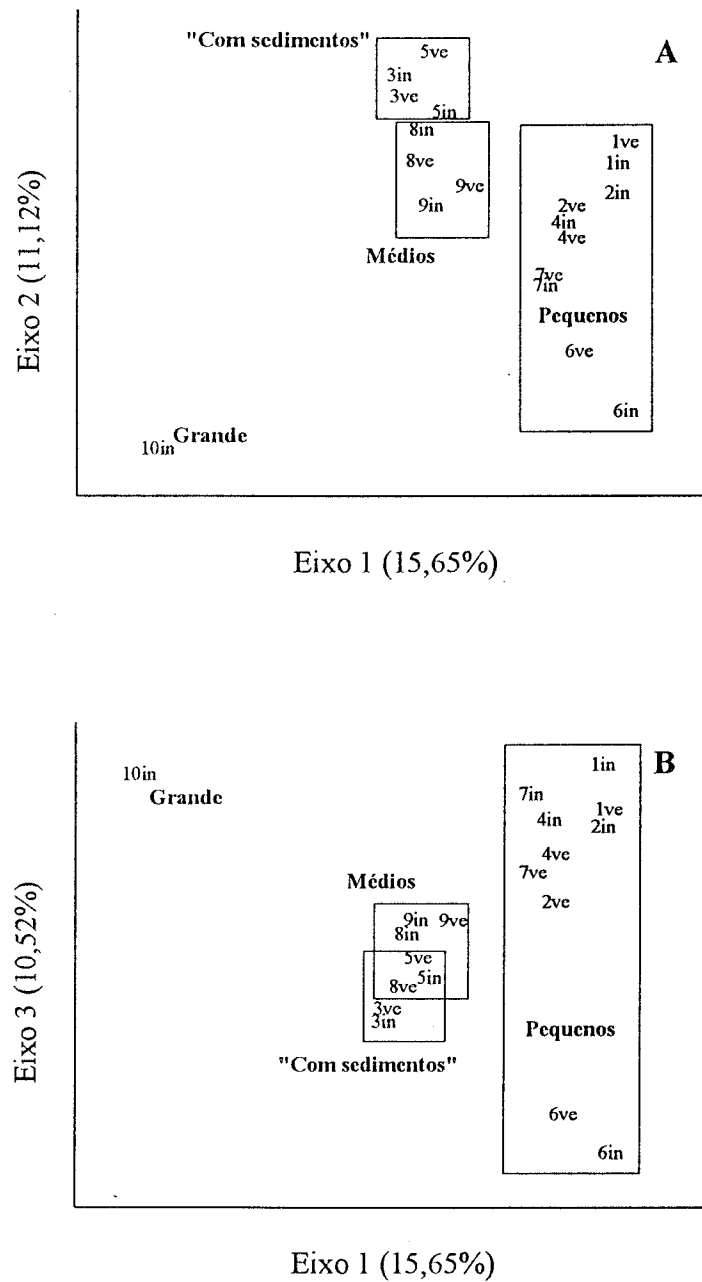 "Com sedimentos"
A
5ve
3in
3ve
5in
8in
8ve
9ve
9in
Médios
1ve
1in
2in
2ve
4in
4ve
7ve
7in
Pequenos
6ve
6in
Grande
10in
Eixo 2 (11,12%)
Eixo 1 (15,65%)
B
10in
Grande
1in
7in
1ve
4in
2in
4ve
7ve
2ve
Médios
9in 9ve
8in
5ve
5in
8ve
3ve
3in
"Com sedimentos"
Pequenos
6ve
6in
Eixo 3 (10,52%)
Eixo 1 (15,65%)